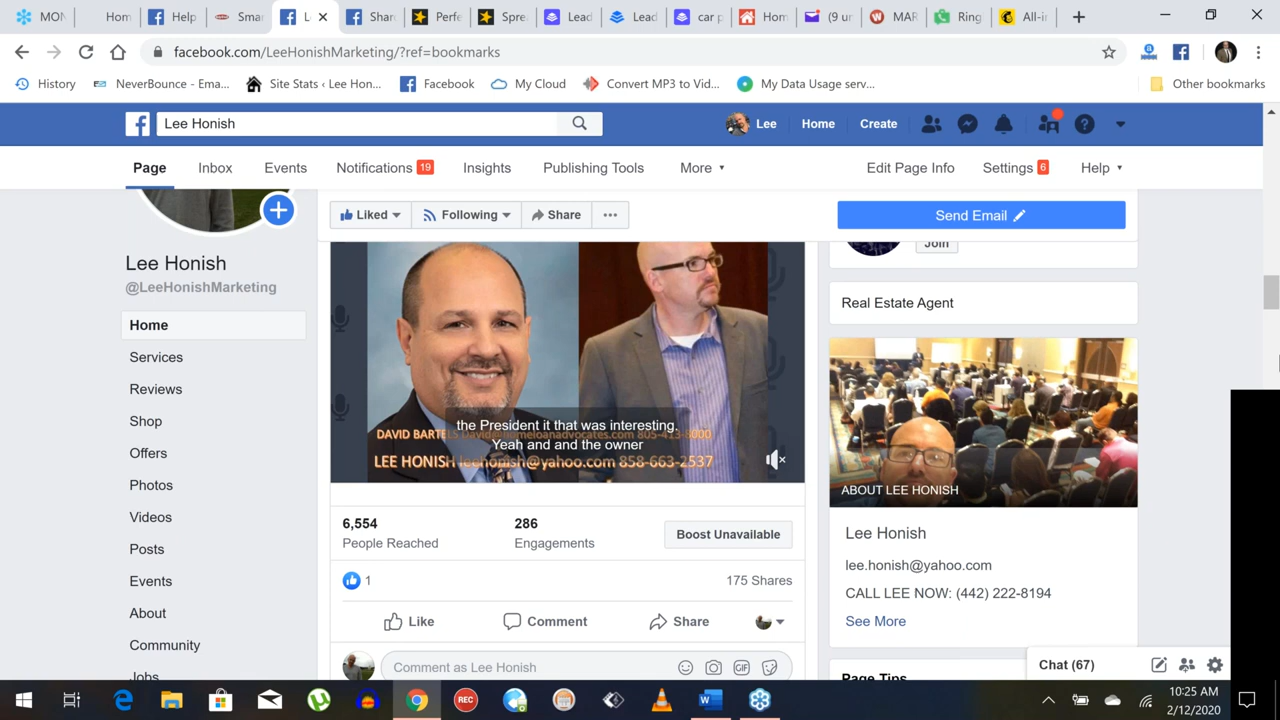 MON
Hom
Help
Smar
Le
Shar
Perfe
Spre
Lead
Lead
car p
Hom
(9 ur
MAR
Ring
All-i
facebook.com/LeeHonishMarketing/?ref=bookmarks
History
NeverBounce - Ema...
Site Stats ‹ Lee Hon...
Facebook
My Cloud
Convert MP3 to Vid...
My Data Usage serv...
Other bookmarks
Lee Honish
Lee
Home
Create
Page
Inbox
Events
Notifications 19
Insights
Publishing Tools
More
Edit Page Info
Settings 6
Help
Liked
Following
Share
Send Email
Join
Lee Honish
@LeeHonishMarketing
Home
Services
Reviews
Shop
Offers
Photos
Videos
Posts
Events
About
Community
Jobs
the President it that was interesting.
Yeah and and the owner
DAVID BARTELS David@homeloanadvocates.com 805-413-8000
LEE HONISH leehonish@yahoo.com 858-663-2537
6,554
People Reached
286
Engagements
Boost Unavailable
1
175 Shares
Like
Comment
Share
Comment as Lee Honish
GIF
Real Estate Agent
ABOUT LEE HONISH
Lee Honish
lee.honish@yahoo.com
CALL LEE NOW: (442) 222-8194
See More
Page Tips
Chat (67)
REC
10:25 AM
2/12/2020